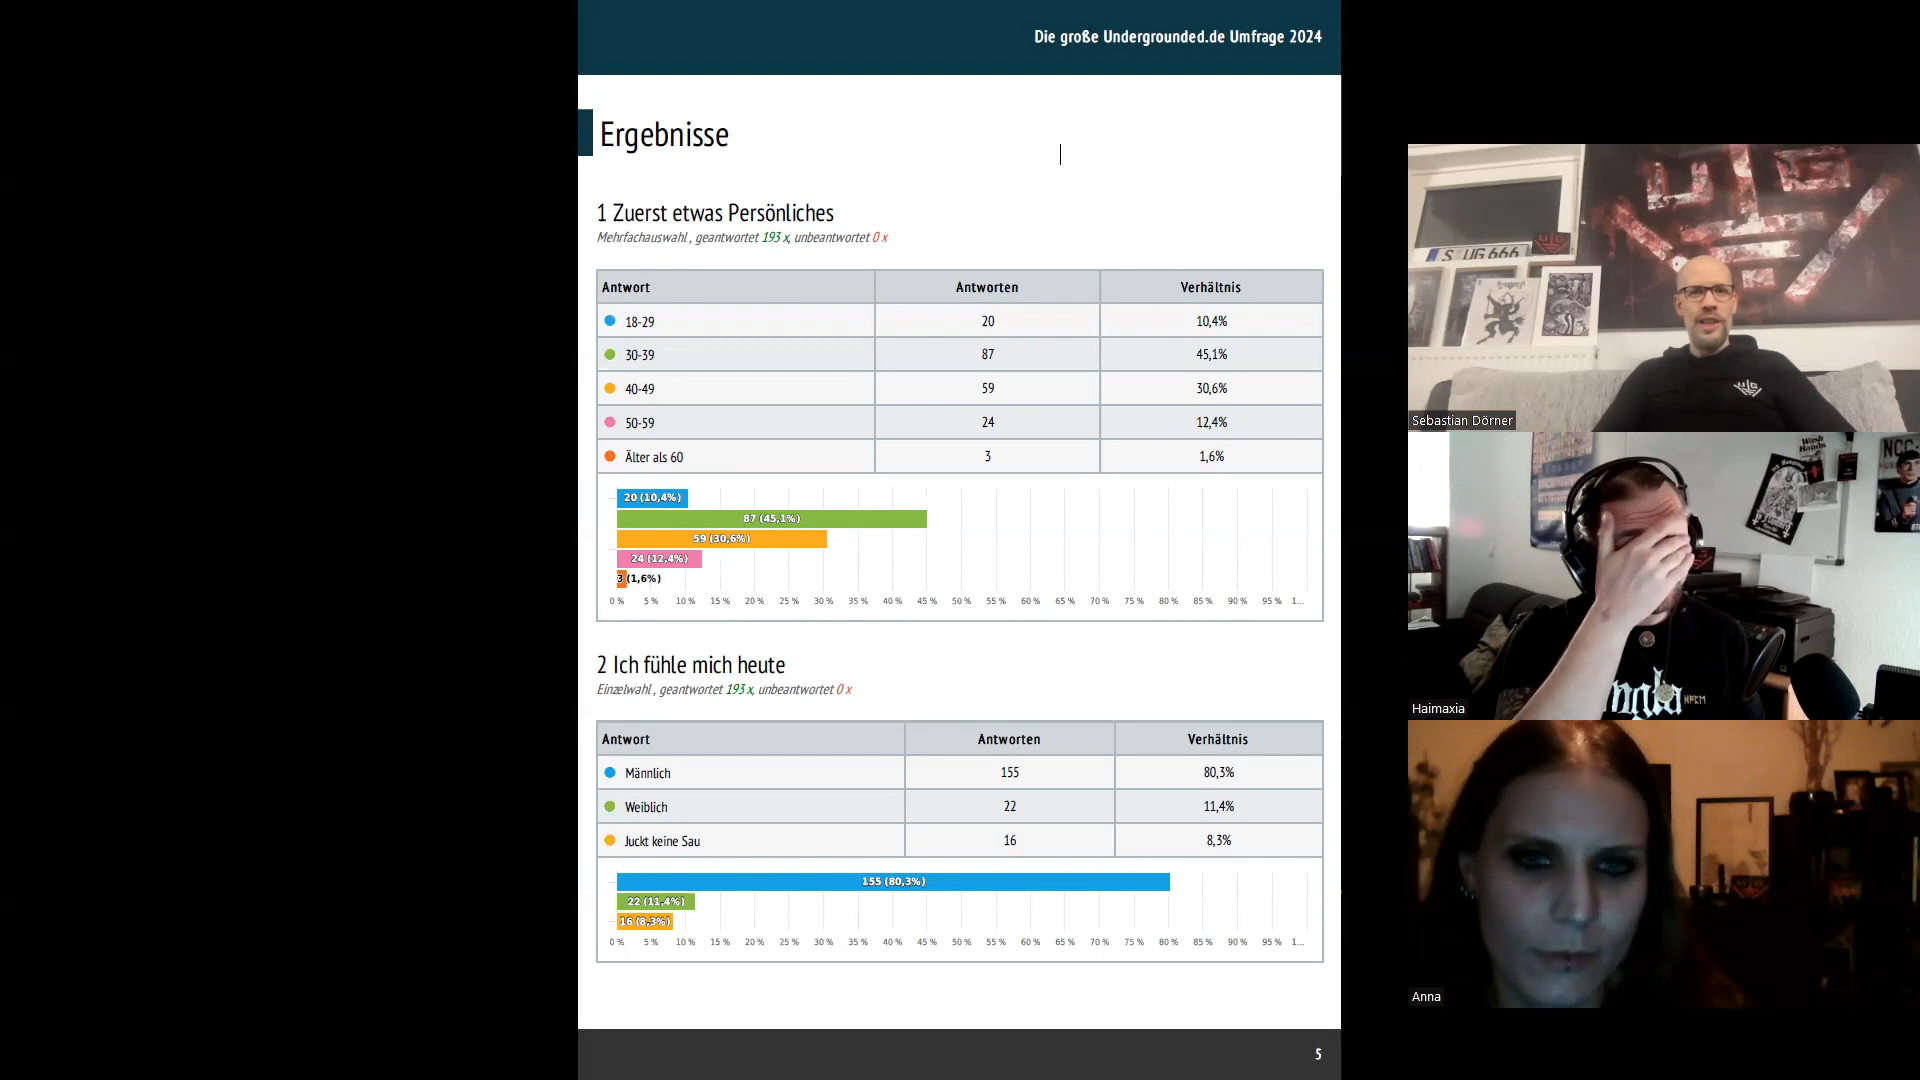 Die große Undergrounded.de Umfrage 2024
Ergebnisse
1 Zuerst etwas Persönliches
Mehrfachauswahl , geantwortet 193 x, unbeantwortet 0 x
Antwort Antworten Verhältnis
18-29 20 10,4%
30-39 87 45,1%
40-49 59 30,6%
50-59 24 12,4%
Älter als 60 3 1,6%
20 (10,4%)
87 (45,1%)
59 (30,6%)
24 (12,4%)
3 (1,6%)
0 % 5 % 10 % 15 % 20 % 25 % 30 % 35 % 40 % 45 % 50 % 55 % 60 % 65 % 70 % 75 % 80 % 85 % 90 % 95 % 1...
2 Ich fühle mich heute
Einzelwahl , geantwortet 193 x, unbeantwortet 0 x
Antwort Antworten Verhältnis
Männlich 155 80,3%
Weiblich 22 11,4%
Juckt keine Sau 16 8,3%
155 (80,3%)
22 (11,4%)
16 (8,3%)
0 % 5 % 10 % 15 % 20 % 25 % 30 % 35 % 40 % 45 % 50 % 55 % 60 % 65 % 70 % 75 % 80 % 85 % 90 % 95 % 1...
5
S UG 666
Sebastian Dörner
Wash
Hands
NCC-
Haimaxia
Anna